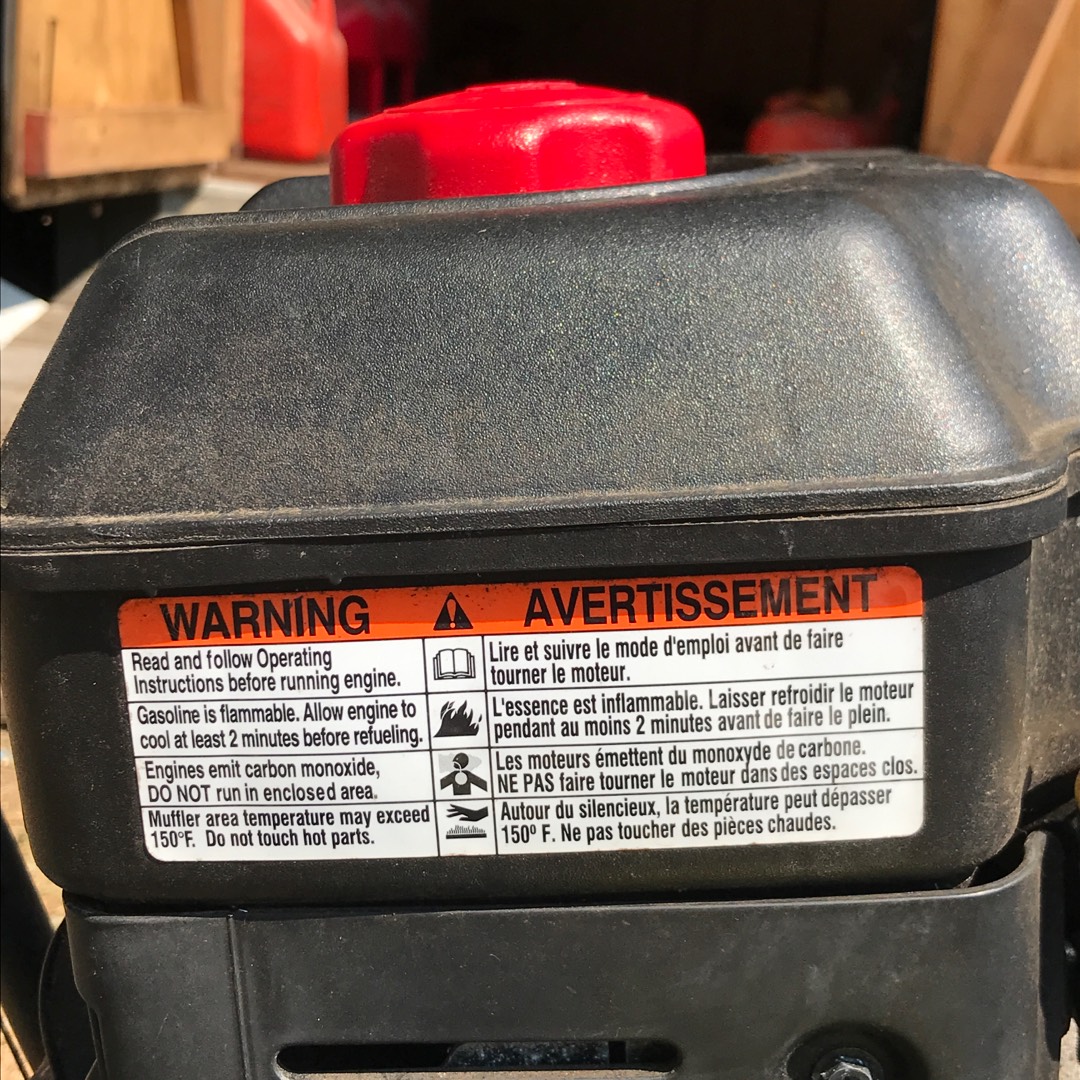 WARNING
AVERTISSEMENT
Read and follow Operating
Instructions before running engine.
Lire et suivre le mode d'emploi avant de faire
tourner le moteur.
Gasoline is flammable. Allow engine to
cool at least 2 minutes before refueling.
L'essence est inflammable. Laisser refroidir le moteur
pendant au moins 2 minutes avant de faire le plein.
Engines emit carbon monoxide,
DO NOT run in enclosed area.
Les moteurs émettent du monoxyde de carbone.
NE PAS faire tourner le moteur dans des espaces clos.
Muffler area temperature may exceed
150°F. Do not touch hot parts.
Autour du silencieux, la température peut dépasser
150° F. Ne pas toucher des pièces chaudes.